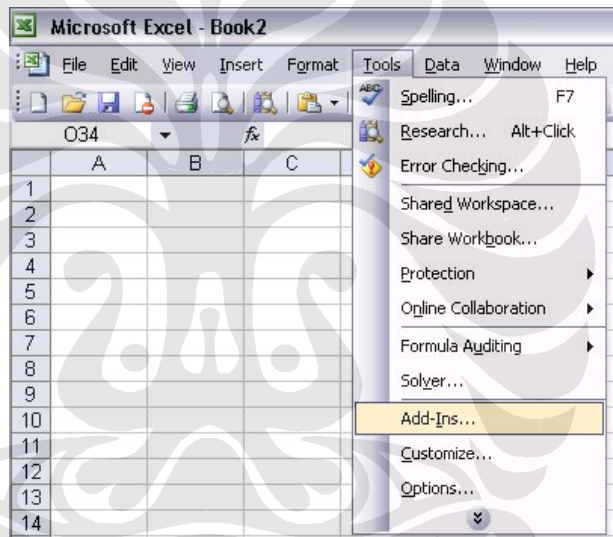 Microsoft Excel - Book2
File Edit View Insert Format Tools Data Window Help
O34 fx
A B C
1
2
3
4
5
6
7
8
9
10
11
12
13
14
ABC Spelling... F7
Research... Alt+Click
Error Checking...
Shared Workspace...
Share Workbook...
Protection
Online Collaboration
Formula Auditing
Solver...
Add-Ins...
Customize...
Options...